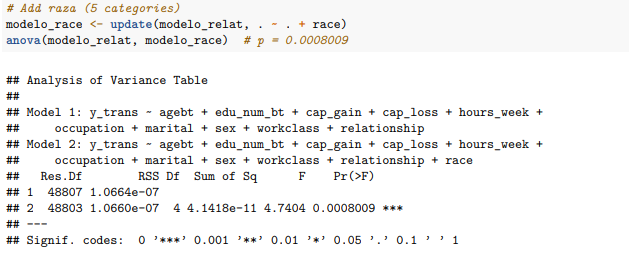 # Add raza (5 categories)
modelo_race <- update(modelo_relat, . ~ . + race)
anova(modelo_relat, modelo_race)  # p = 0.0008009
## Analysis of Variance Table
##
## Model 1: y_trans ~ agebt + edu_num_bt + cap_gain + cap_loss + hours_week +
##     occupation + marital + sex + workclass + relationship
## Model 2: y_trans ~ agebt + edu_num_bt + cap_gain + cap_loss + hours_week +
##     occupation + marital + sex + workclass + relationship + race
##   Res.Df        RSS Df  Sum of Sq      F    Pr(>F)
## 1  48807 1.0664e-07
## 2  48803 1.0660e-07  4 4.1418e-11 4.7404 0.0008009 ***
## ---
## Signif. codes:  0 '***' 0.001 '**' 0.01 '*' 0.05 '.' 0.1 ' ' 1